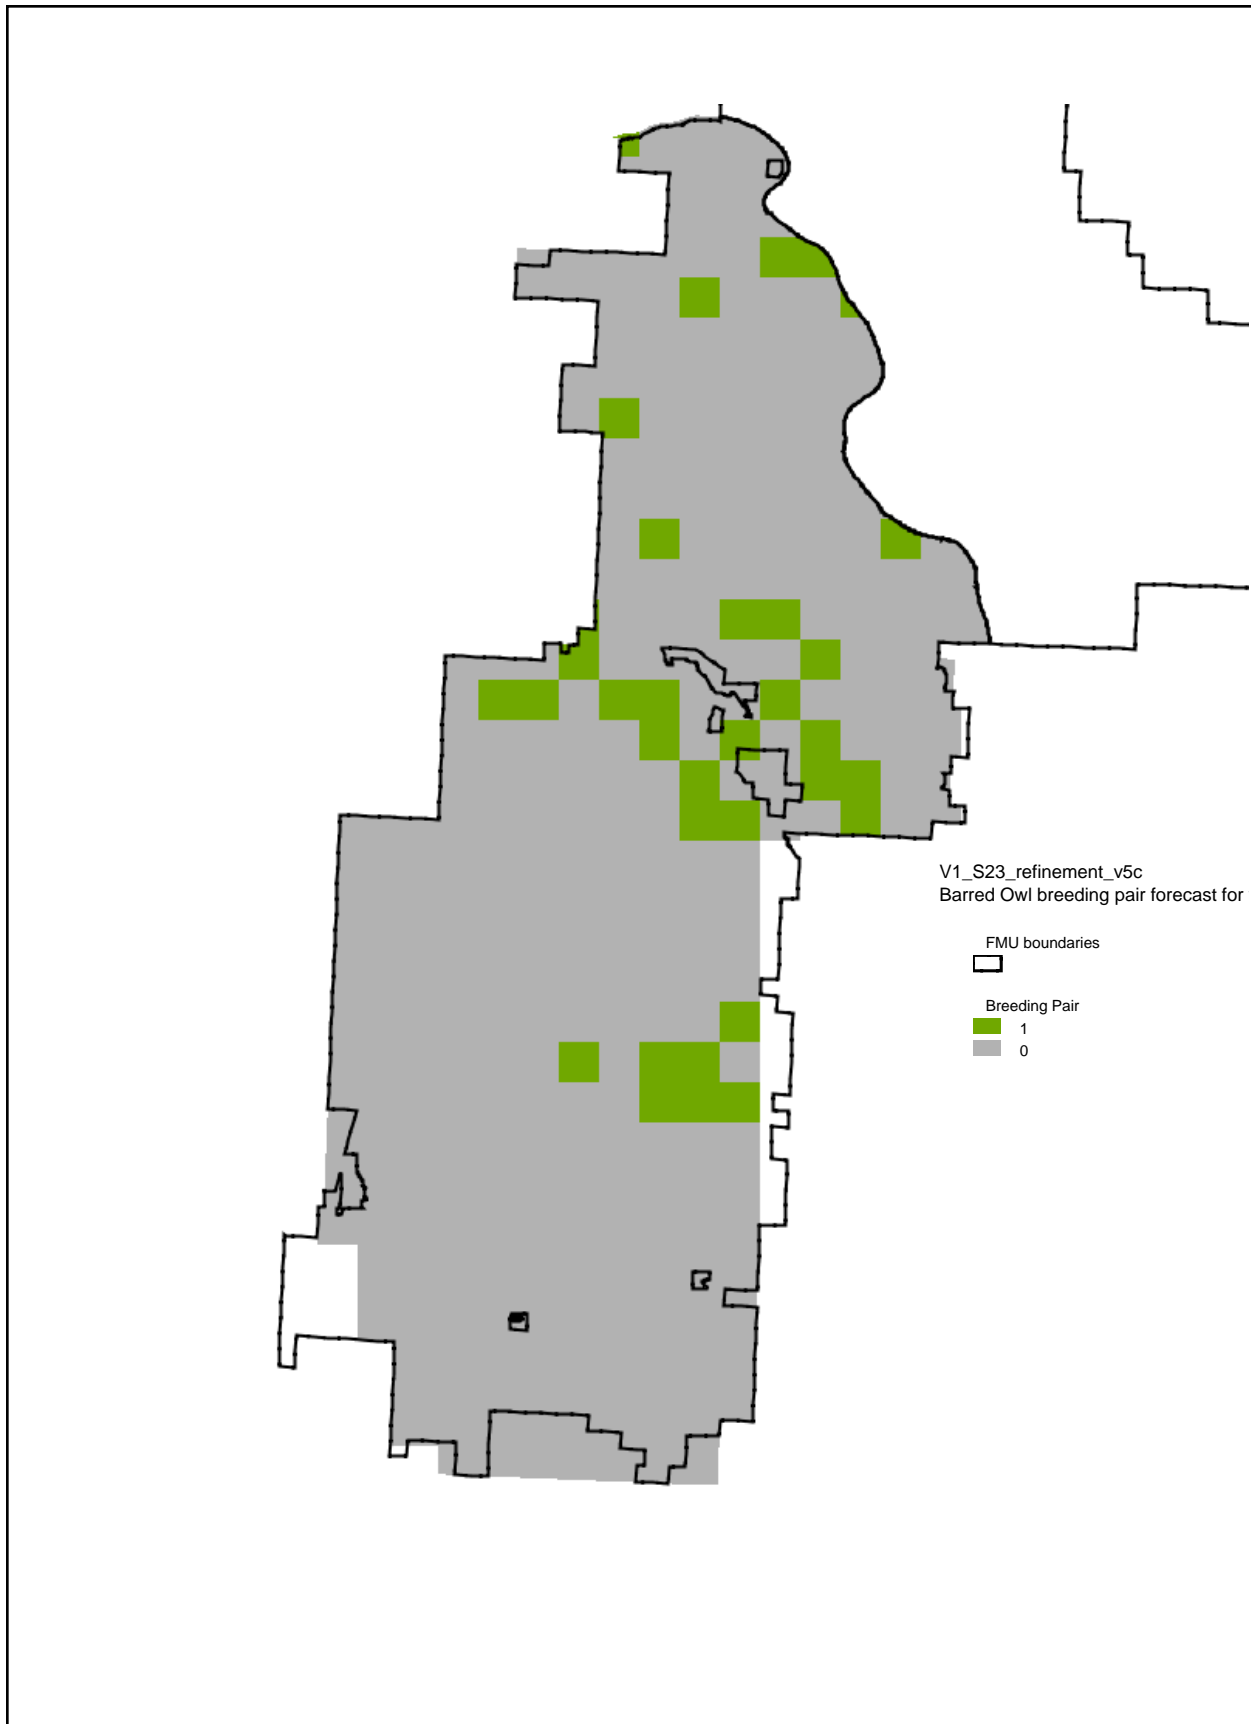 V1_S23_refinement_v5c
Barred Owl breeding pair forecast for
FMU boundaries
Breeding Pair
1
0